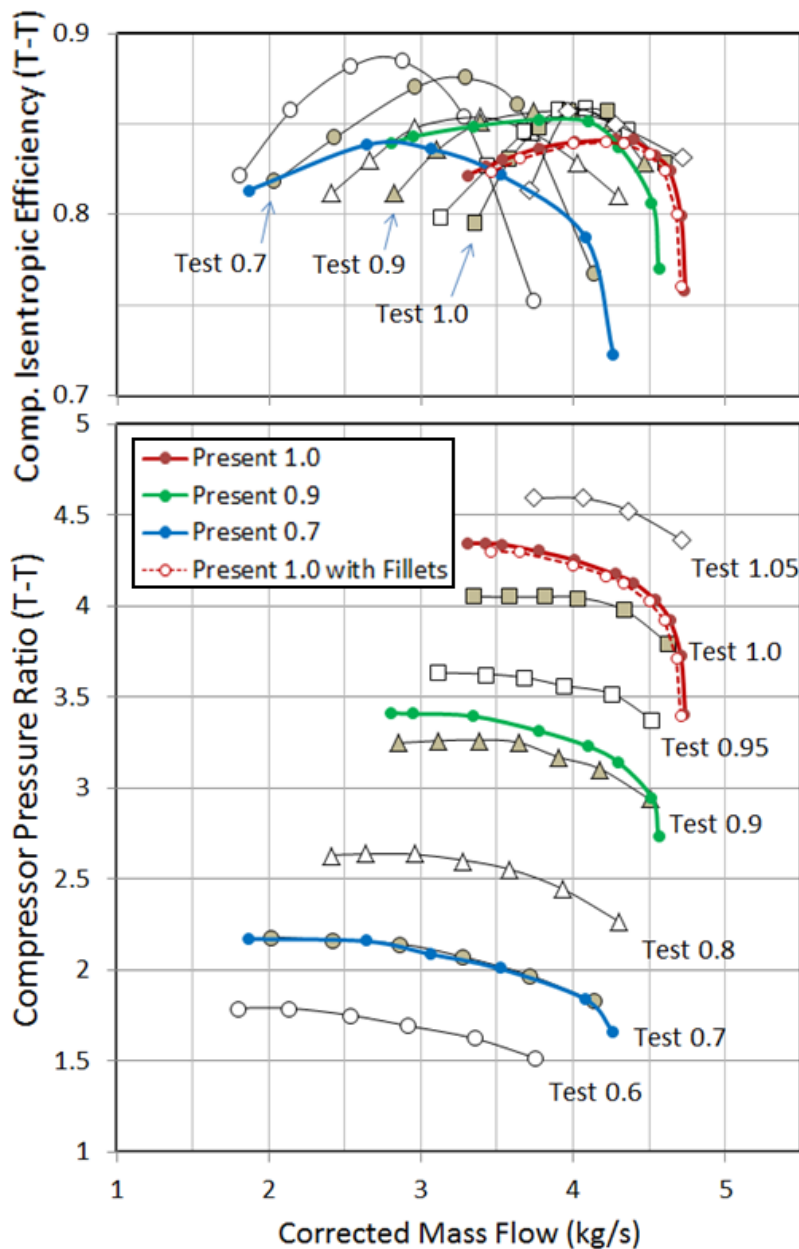 Comp. Isentropic Efficiency (T-T)
0.9
0.8
0.7
Test 0.7
Test 0.9
Test 1.0
Compressor Pressure Ratio (T-T)
5
4.5
4
3.5
3
2.5
2
1.5
1
Present 1.0
Present 0.9
Present 0.7
Present 1.0 with Fillets
Test 1.05
Test 1.0
Test 0.95
Test 0.9
Test 0.8
Test 0.7
Test 0.6
1 2 3 4 5
Corrected Mass Flow (kg/s)